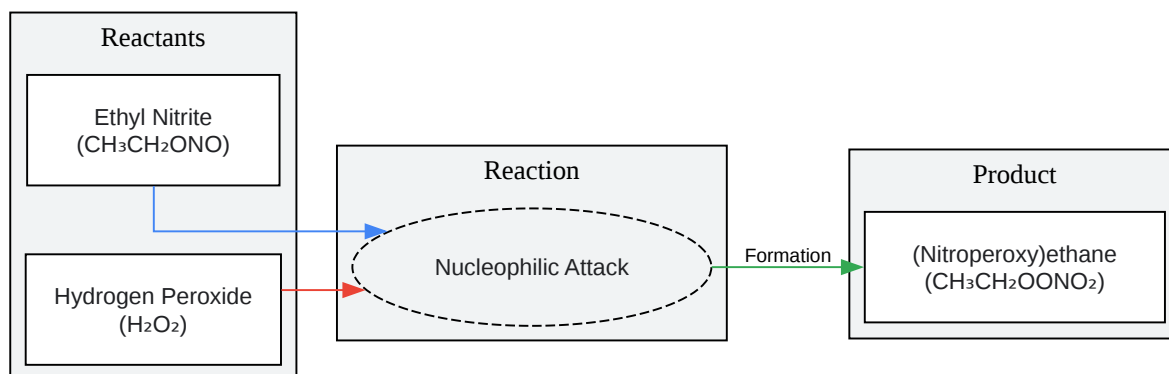 Reactants
Ethyl Nitrite
(CH₃CH₂ONO)
Hydrogen Peroxide
(H₂O₂)
Reaction
Nucleophilic Attack
Formation
Product
(Nitroperoxy)ethane
(CH₃CH₂OONO₂)